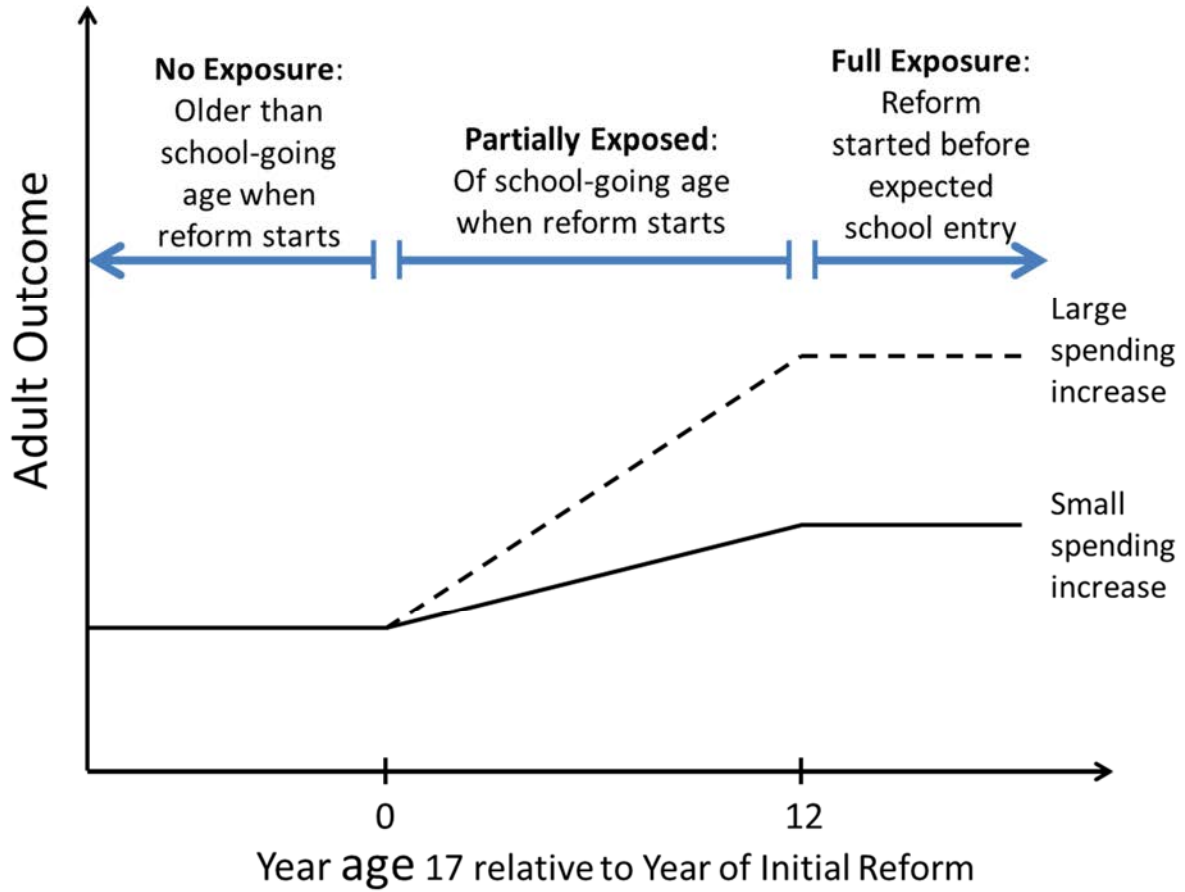 No Exposure:
Older than
school-going
age when
reform starts
Partially Exposed:
Of school-going age
when reform starts
Full Exposure:
Reform
started before
expected
school entry
Adult Outcome
Large
spending
increase
Small
spending
increase
0
12
Year age 17 relative to Year of Initial Reform